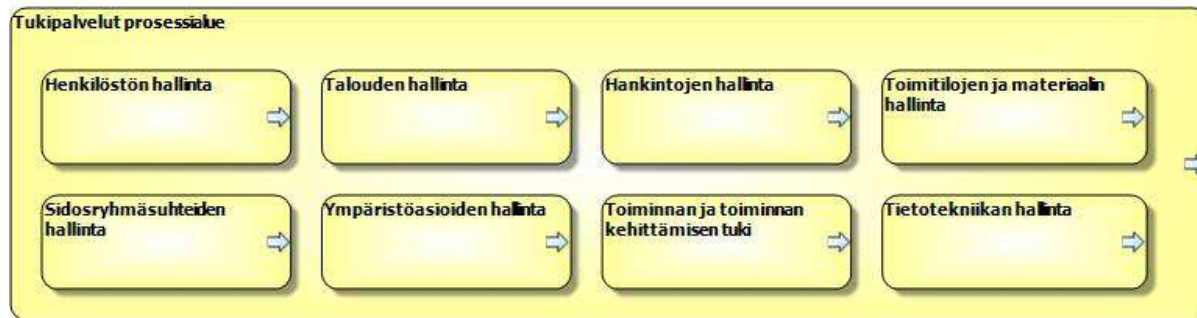 Tukipalvelut prosessialue
Henkilöstön hallinta
Talouden hallinta
Hankintojen hallinta
Toimitilojen ja materiaalin
hallinta
Sidosryhmäsuhteiden
hallinta
Ympäristöasioiden hallinta
Toiminnan ja toiminnan
kehittämisen tuki
Tietotekniikan hallinta